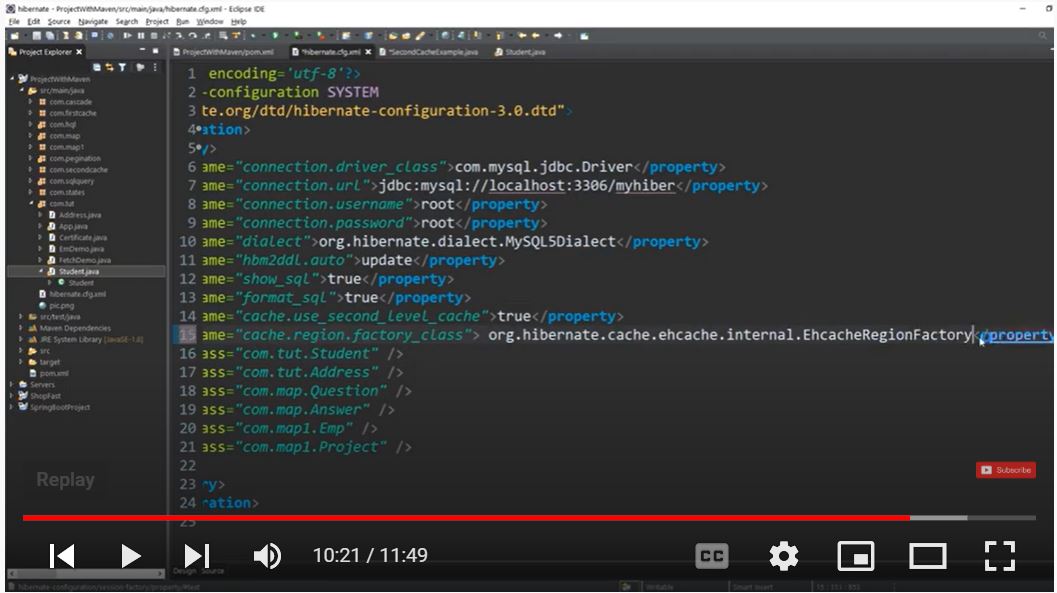 hibernate - ProjectWithMaven/src/main/java/hibernate.cfg.xml - Eclipse IDE
File Edit Source Navigate Search Project Run Window Help
Project Explorer
ProjectWithMaven/pom.xml
*hibernate.cfg.xml
*SecondCacheExample.java
Student.java
ProjectWithMaven
src/main/java
com.cascade
com.firstcache
com.hql
com.map
com.map1
com.pegination
com.secondcache
com.sqlquery
com.states
com.tut
Address.java
App.java
Certificate.java
EmDemo.java
FetchDemo.java
Student.java
Student
hibernate.cfg.xml
pic.png
src/test/java
Maven Dependencies
JRE System Library [JavaSE-1.8]
src
target
pom.xml
Servers
ShopFast
SpringBootProject
1 encoding='utf-8'?>
2 -configuration SYSTEM
3 te.org/dtd/hibernate-configuration-3.0.dtd">
4 ation>
5 />
6 ame="connection.driver_class">com.mysql.jdbc.Driver</property>
7 ame="connection.url">jdbc:mysql://localhost:3306/myhiber</property>
8 ame="connection.username">root</property>
9 ame="connection.password">root</property>
10 ame="dialect">org.hibernate.dialect.MySQL5Dialect</property>
11 ame="hbm2ddl.auto">update</property>
12 ame="show_sql">true</property>
13 ame="format_sql">true</property>
14 ame="cache.use_second_level_cache">true</property>
15 ame="cache.region.factory_class"> org.hibernate.cache.ehcache.internal.EhcacheRegionFactory</property
16 ass="com.tut.Student" />
17 ass="com.tut.Address" />
18 ass="com.map.Question" />
19 ass="com.map.Answer" />
20 ass="com.map1.Emp" />
21 ass="com.map1.Project" />
22
23 ry>
24 ration>
25
Subscribe
Replay
10:21 / 11:49
CC
Design Source
hibernate-configuration/session-factory/property/#text
Writable
Smart Insert